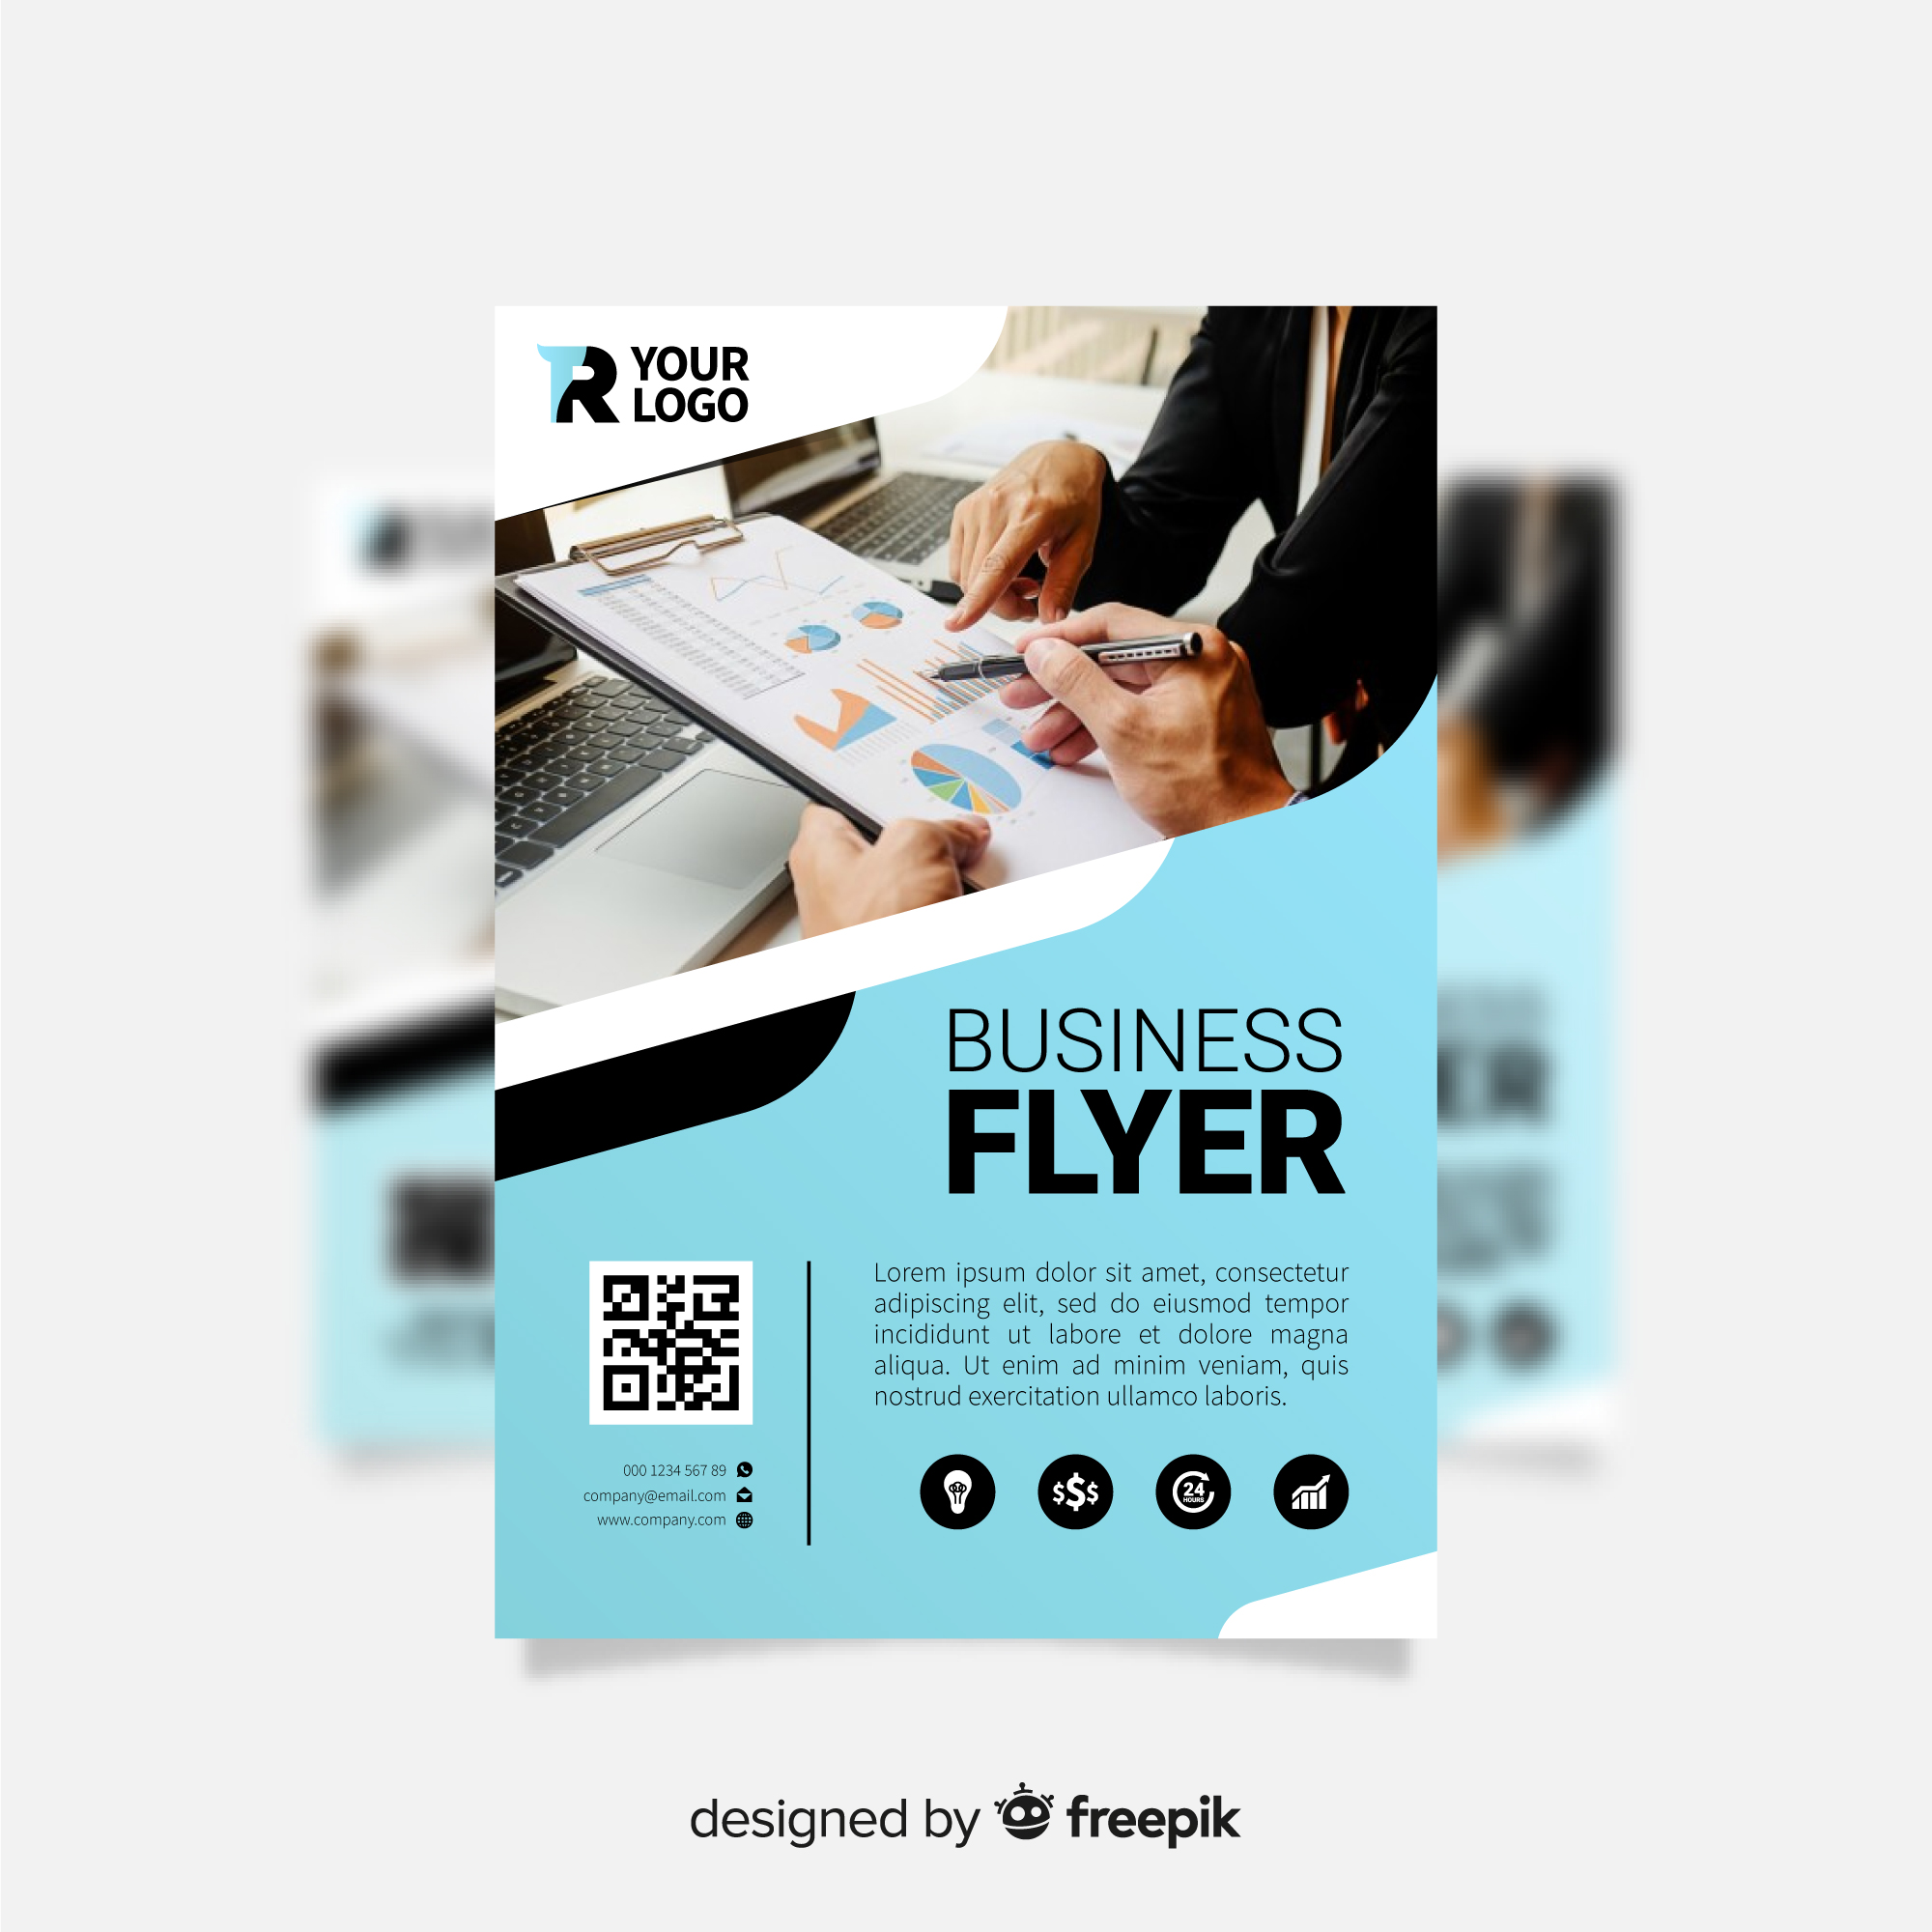 YOUR
LOGO
BUSINESS
FLYER
Lorem ipsum dolor sit amet, consectetur
adipiscing elit, sed do eiusmod tempor
incididunt ut labore et dolore magna
aliqua. Ut enim ad minim veniam, quis
nostrud exercitation ullamco laboris.
000 1234 567 89
company@email.com
www.company.com
$$$
24
HOURS
designed by freepik